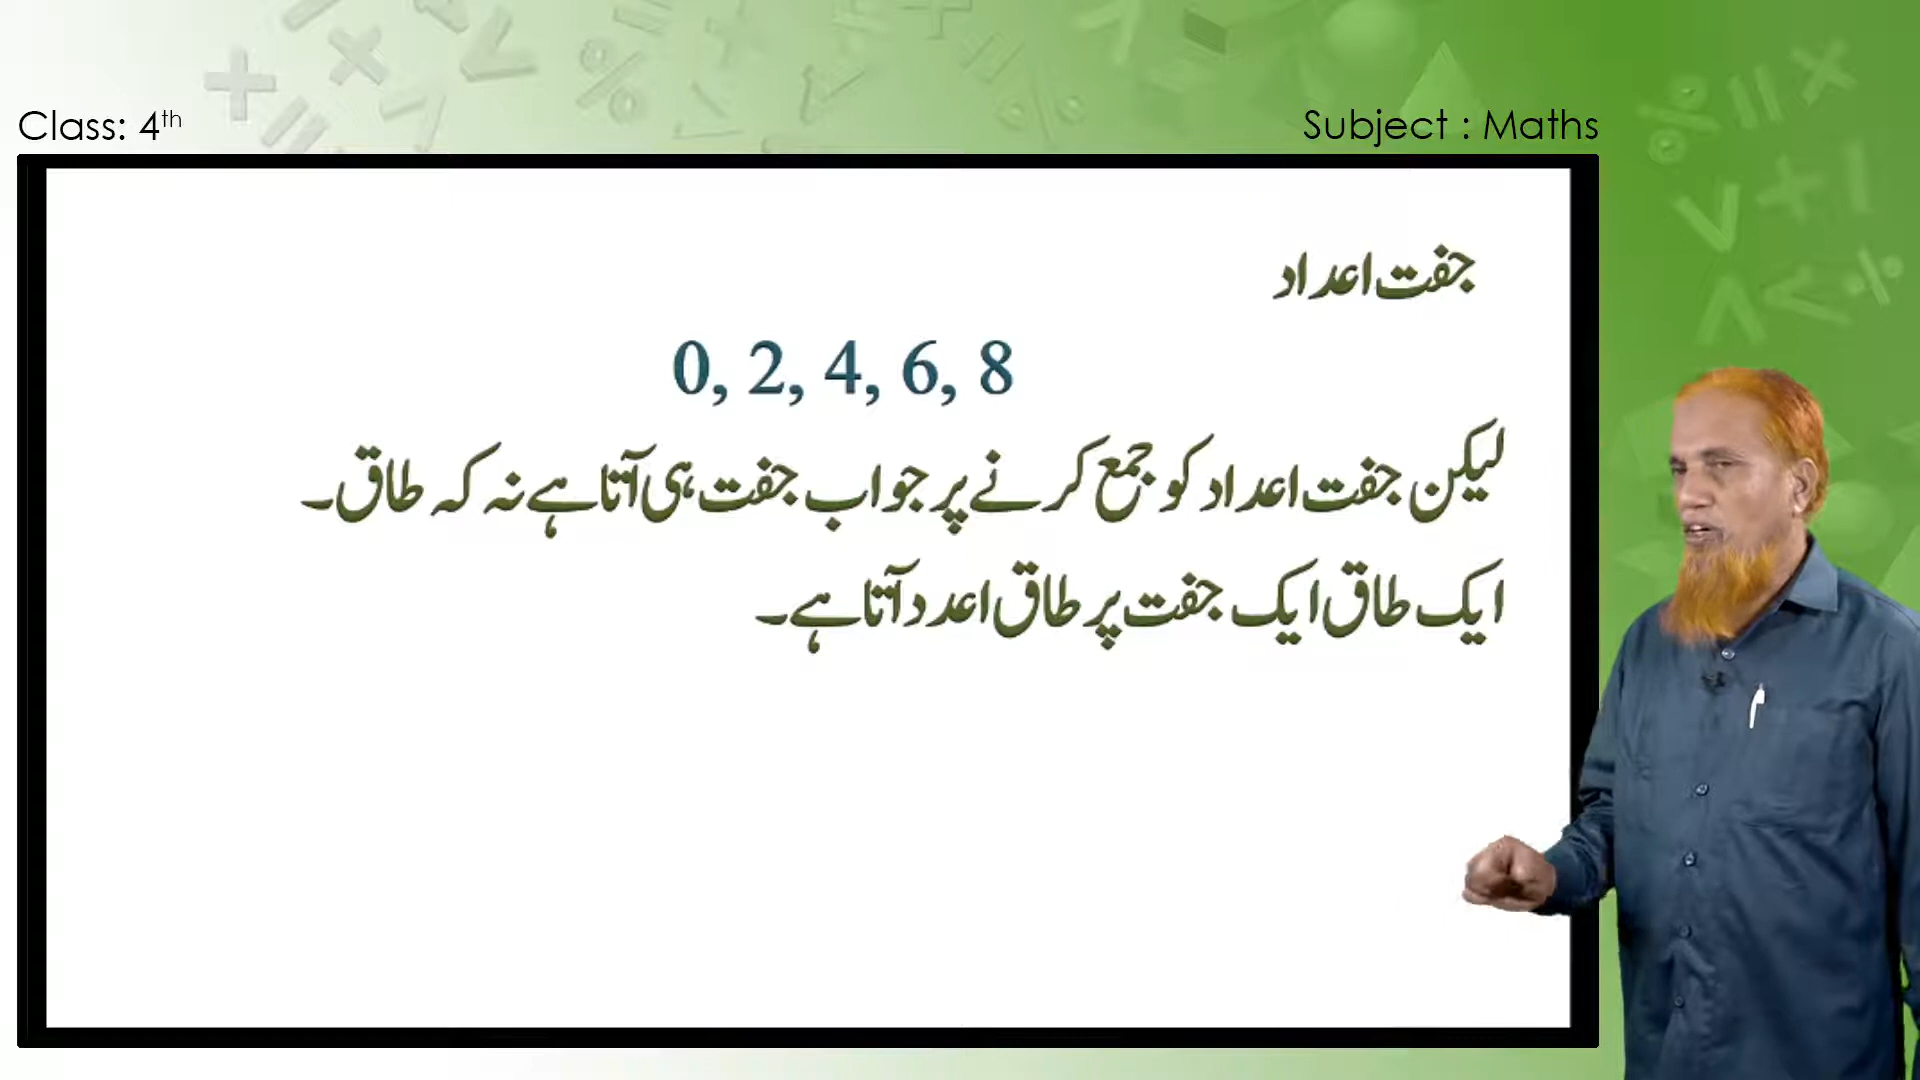 Class: 4th
Subject : Maths
جفت اعداد
0, 2, 4, 6, 8
لیکن جفت اعداد کو جمع کرنے پر جواب جفت ہی آتا ہے نہ کہ طاق۔
ایک طاق ایک جفت پر طاق اعدد آتا ہے۔